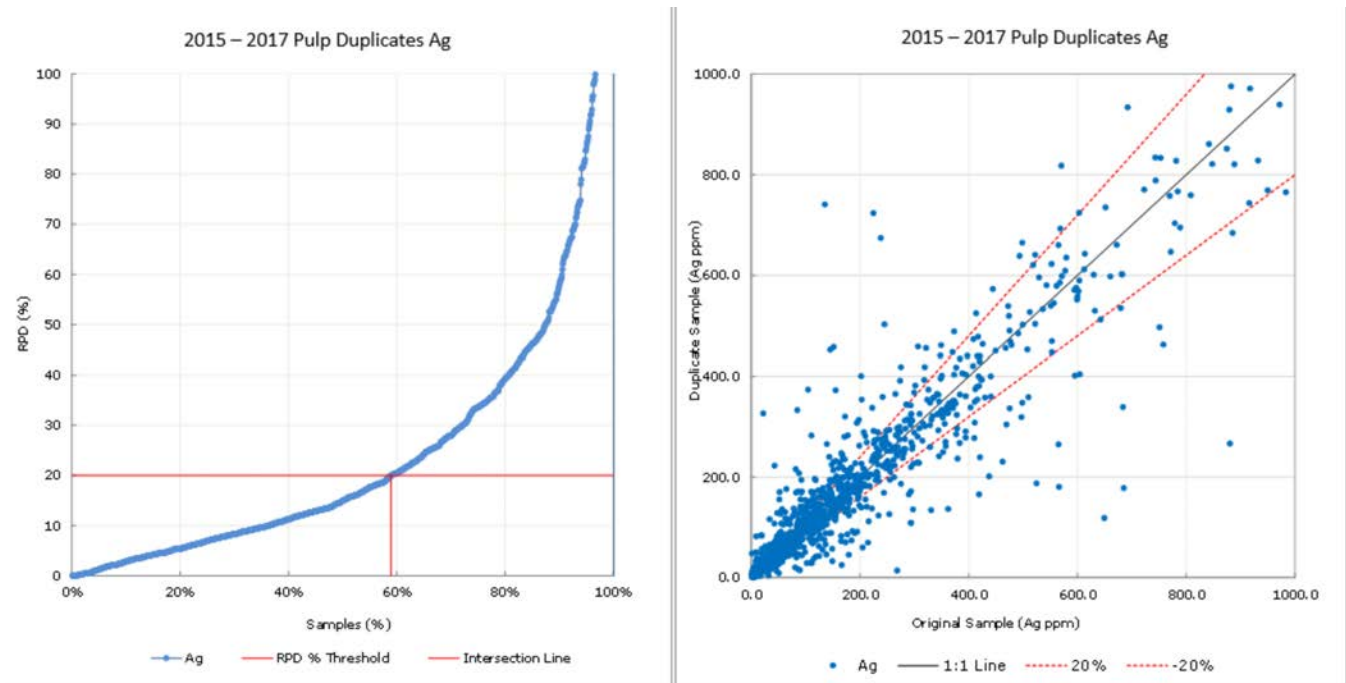 2015 – 2017 Pulp Duplicates Ag
100
90
80
70
60
50
40
30
20
10
0
RPD (%)
0% 20% 40% 60% 80% 100%
Samples (%)
Ag RPD % Threshold Intersection Line
2015 – 2017 Pulp Duplicates Ag
1000.0
800.0
600.0
400.0
200.0
0.0
Duplicate Sample (Ag ppm)
0.0 200.0 400.0 600.0 800.0 1000.0
Original Sample (Ag ppm)
Ag 1:1 Line 20% -20%